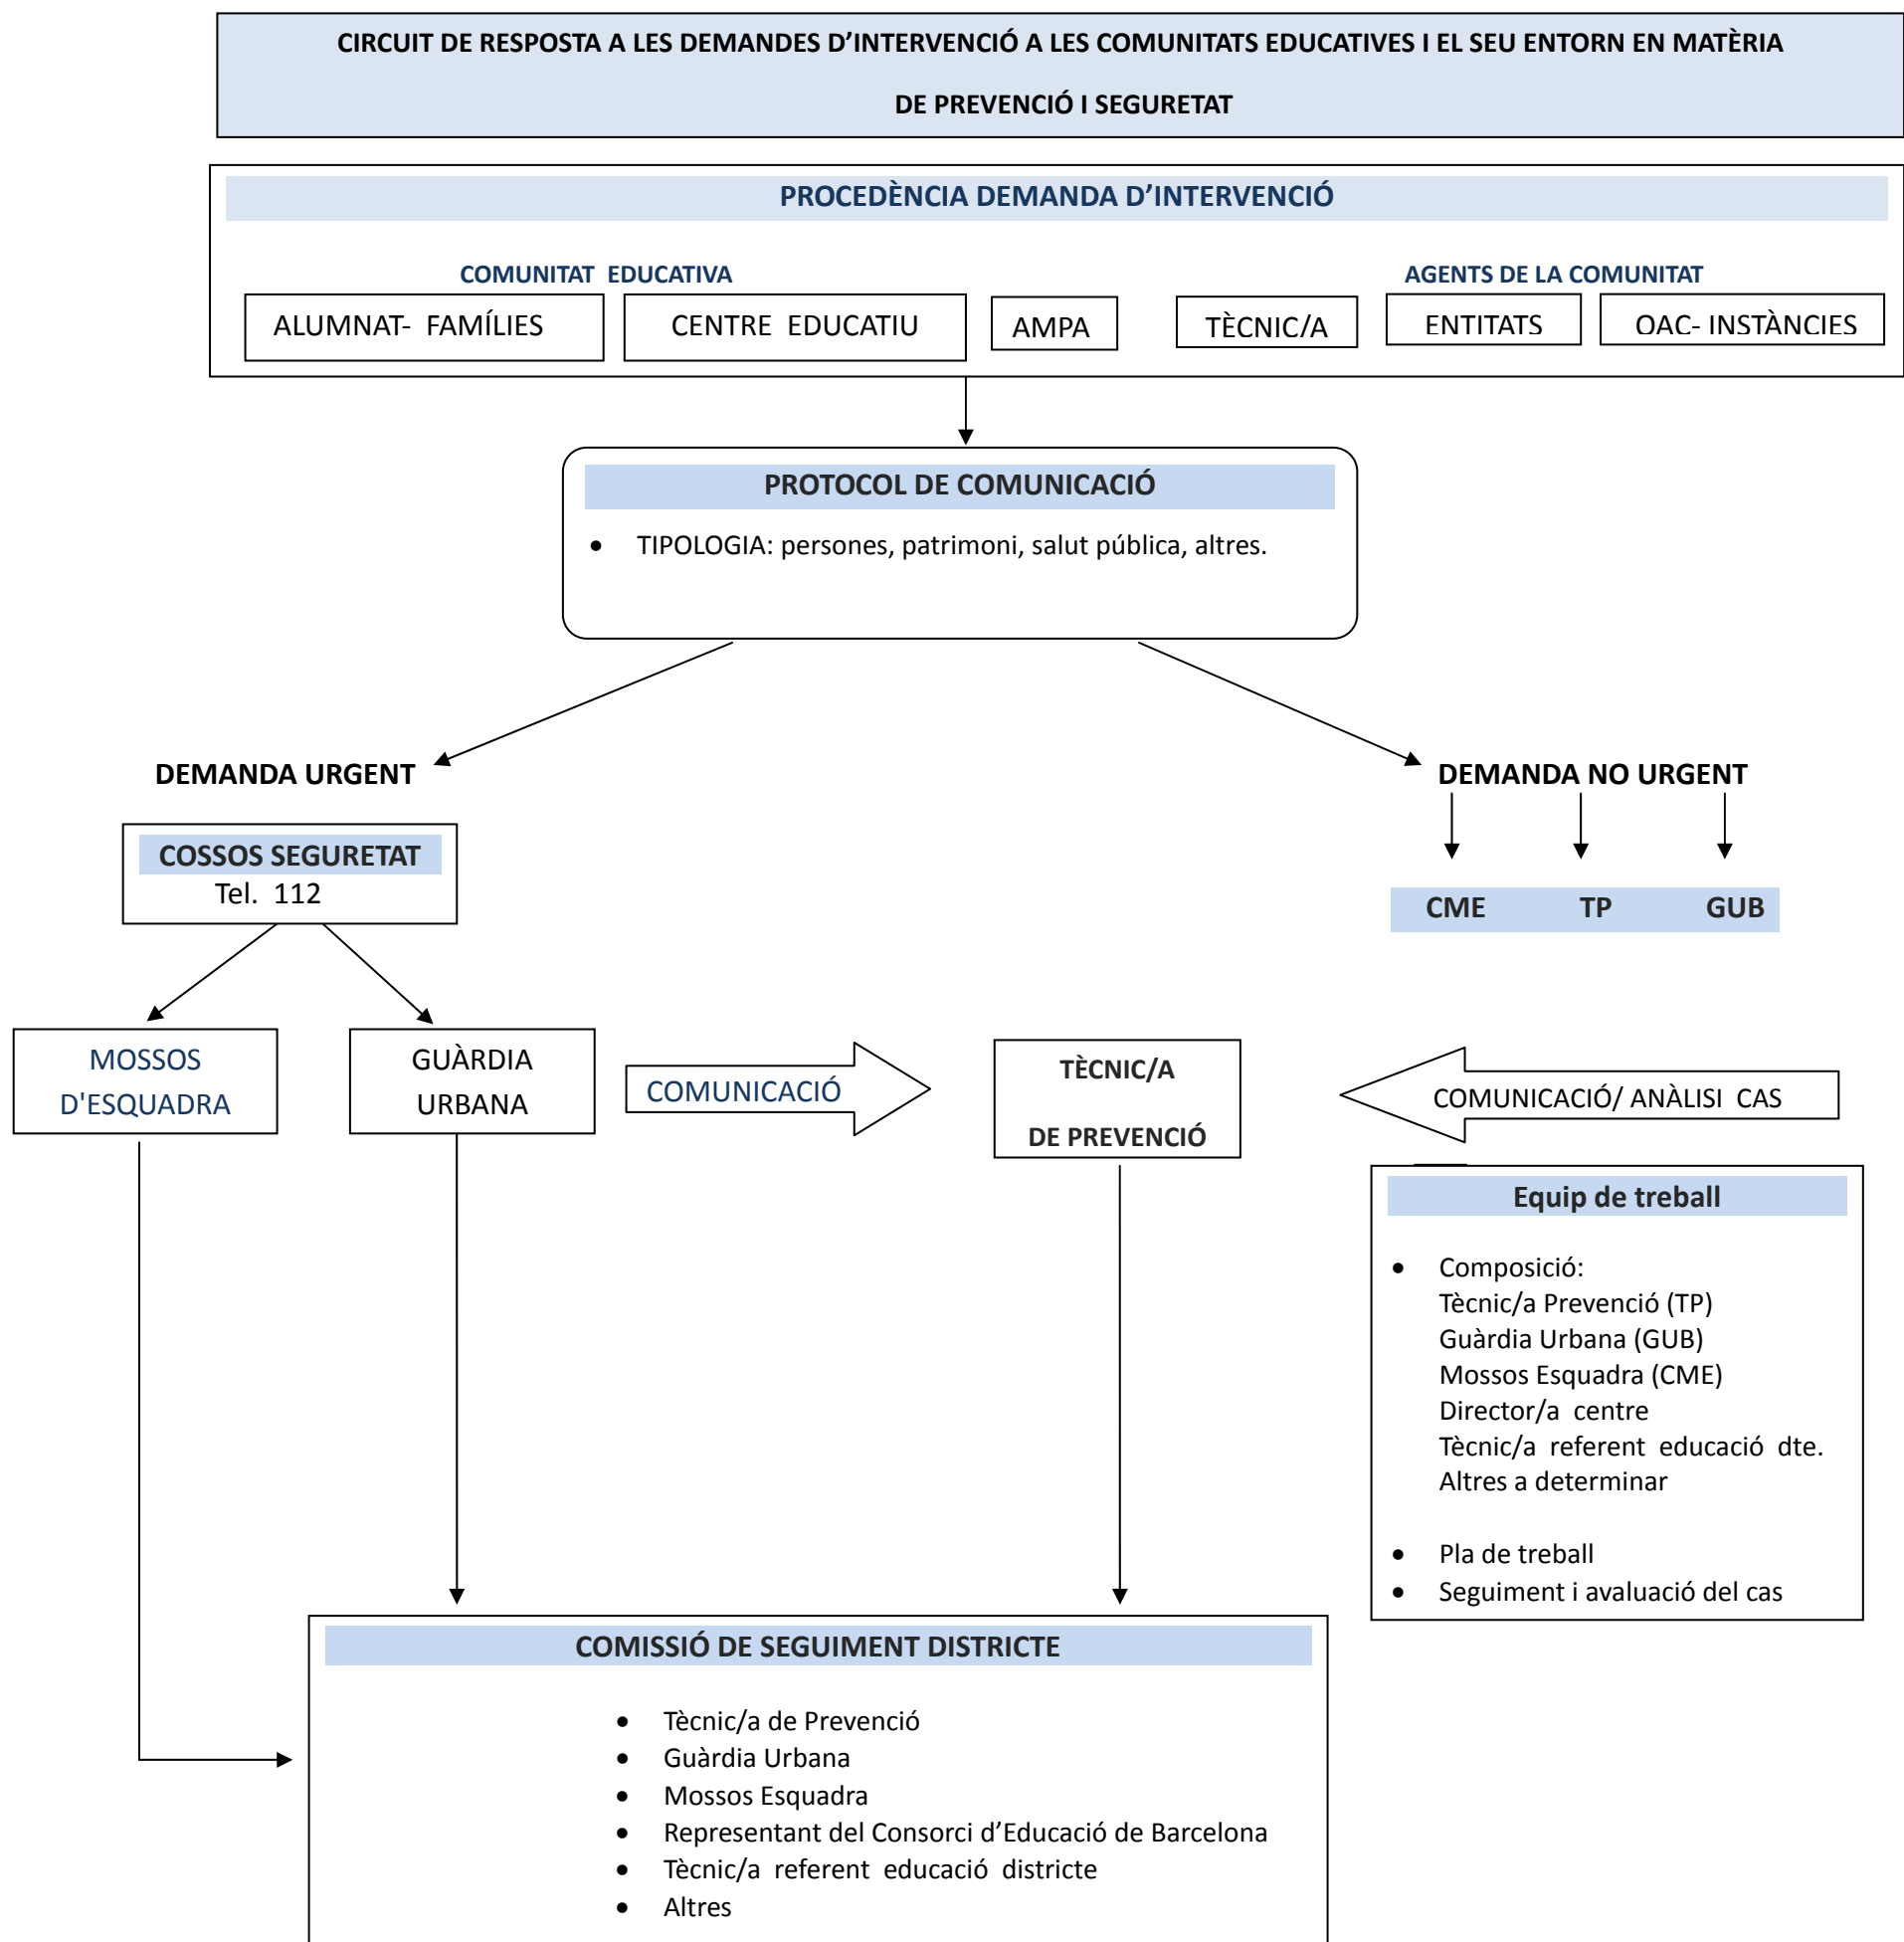 CIRCUIT DE RESPOSTA A LES DEMANDES D’INTERVENCIÓ A LES COMUNITATS EDUCATIVES I EL SEU ENTORN EN MATÈRIA
DE PREVENCIÓ I SEGURETAT
PROCEDÈNCIA DEMANDA D’INTERVENCIÓ
COMUNITAT EDUCATIVA
AGENTS DE LA COMUNITAT
ALUMNAT- FAMÍLIES
CENTRE EDUCATIU
AMPA
TÈCNIC/A
ENTITATS
OAC- INSTÀNCIES
PROTOCOL DE COMUNICACIÓ
• TIPOLOGIA: persones, patrimoni, salut pública, altres.
DEMANDA URGENT
DEMANDA NO URGENT
COSSOS SEGURETAT
Tel. 112
CME TP GUB
MOSSOS
D'ESQUADRA
GUÀRDIA
URBANA
COMUNICACIÓ
TÈCNIC/A
DE PREVENCIÓ
COMUNICACIÓ/ ANÀLISI CAS
Equip de treball
• Composició:
Tècnic/a Prevenció (TP)
Guàrdia Urbana (GUB)
Mossos Esquadra (CME)
Director/a centre
Tècnic/a referent educació dte.
Altres a determinar
• Pla de treball
• Seguiment i avaluació del cas
COMISSIÓ DE SEGUIMENT DISTRICTE
• Tècnic/a de Prevenció
• Guàrdia Urbana
• Mossos Esquadra
• Representant del Consorci d’Educació de Barcelona
• Tècnic/a referent educació districte
• Altres